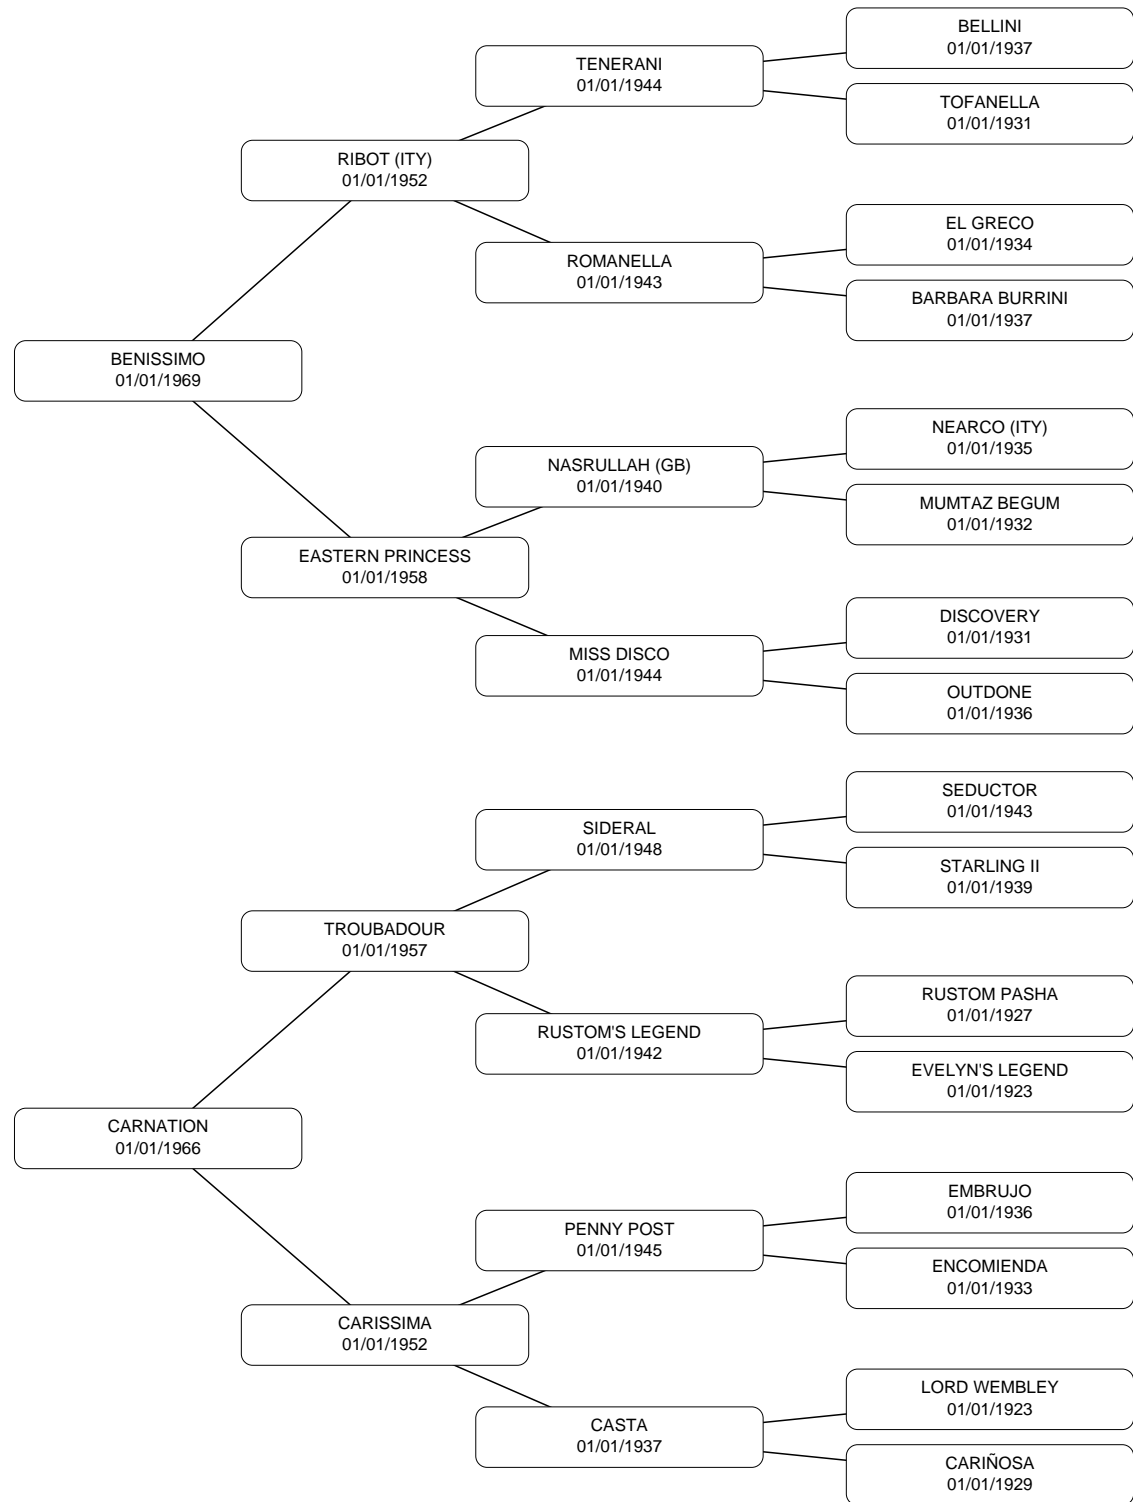 BELLINI
01/01/1937
TENERANI
01/01/1944
TOFANELLA
01/01/1931
RIBOT (ITY)
01/01/1952
EL GRECO
01/01/1934
ROMANELLA
01/01/1943
BARBARA BURRINI
01/01/1937
BENISSIMO
01/01/1969
NEARCO (ITY)
01/01/1935
NASRULLAH (GB)
01/01/1940
MUMTAZ BEGUM
01/01/1932
EASTERN PRINCESS
01/01/1958
DISCOVERY
01/01/1931
MISS DISCO
01/01/1944
OUTDONE
01/01/1936
SEDUCTOR
01/01/1943
SIDERAL
01/01/1948
STARLING II
01/01/1939
TROUBADOUR
01/01/1957
RUSTOM PASHA
01/01/1927
RUSTOM'S LEGEND
01/01/1942
EVELYN'S LEGEND
01/01/1923
CARNATION
01/01/1966
EMBRUJO
01/01/1936
PENNY POST
01/01/1945
ENCOMIENDA
01/01/1933
CARISSIMA
01/01/1952
LORD WEMBLEY
01/01/1923
CASTA
01/01/1937
CARIÑOSA
01/01/1929